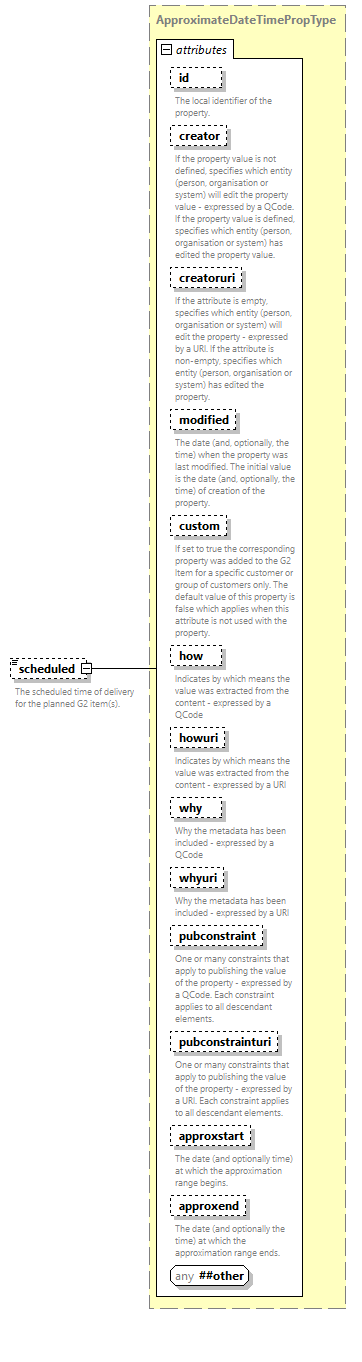 ApproximateDateTimePropType
attributes
id
The local identifier of the
property.
creator
If the property value is not
defined, specifies which entity
(person, organisation or
system) will edit the property
value - expressed by a QCode.
If the property value is defined,
specifies which entity (person,
organisation or system) has
edited the property value.
creatoruri
If the attribute is empty,
specifies which entity (person,
organisation or system) will
edit the property - expressed
by a URI. If the attribute is
non-empty, specifies which
entity (person, organisation or
system) has edited the
property.
modified
The date (and, optionally, the
time) when the property was
last modified. The initial value
is the date (and, optionally, the
time) of creation of the
property.
custom
If set to true the corresponding
property was added to the G2
Item for a specific customer or
group of customers only. The
default value of this property is
false which applies when this
attribute is not used with the
property.
scheduled
The scheduled time of delivery
for the planned G2 item(s).
how
Indicates by which means the
value was extracted from the
content - expressed by a
QCode
howuri
Indicates by which means the
value was extracted from the
content - expressed by a URI
why
Why the metadata has been
included - expressed by a
QCode
whyuri
Why the metadata has been
included - expressed by a URI
pubconstraint
One or many constraints that
apply to publishing the value
of the property - expressed by
a QCode. Each constraint
applies to all descendant
elements.
pubconstrainturi
One or many constraints that
apply to publishing the value
of the property - expressed by
a URI. Each constraint applies
to all descendant elements.
approxstart
The date (and optionally time)
at which the approximation
range begins.
approxend
The date (and optionally the
time) at which the
approximation range ends.
any ##other